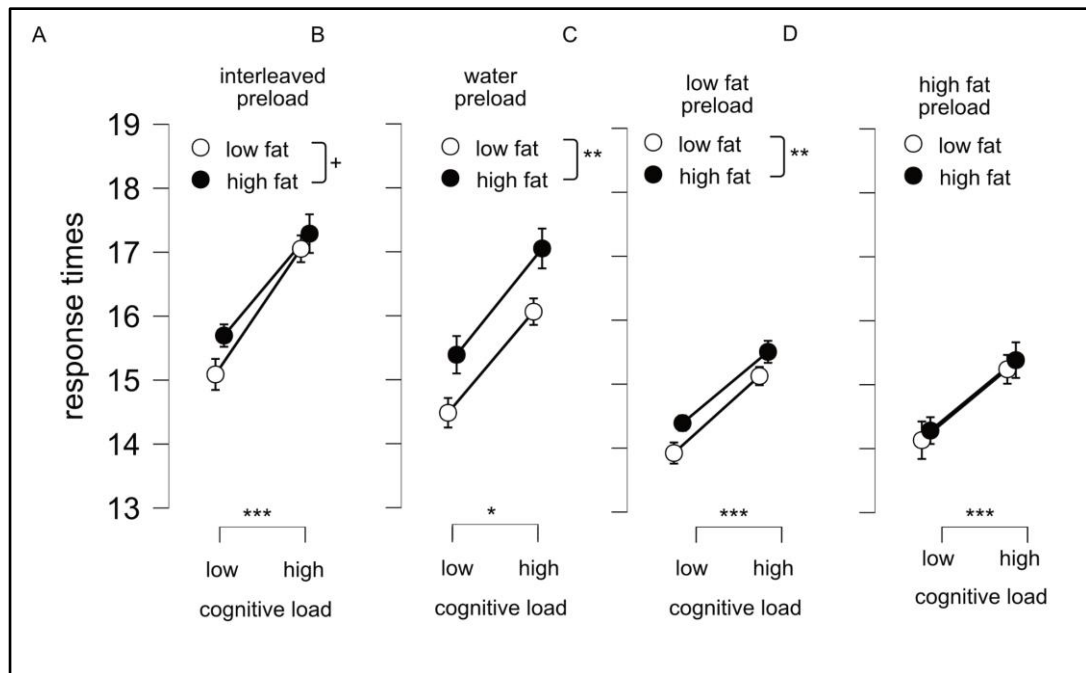 A
B
C
D
interleaved
preload
water
preload
low fat
preload
high fat
preload
19
18
17
16
15
14
13
response times
low fat
high fat
+
low fat
high fat
**
low fat
high fat
**
low fat
high fat
***
*
***
***
low high
low high
low high
low high
cognitive load
cognitive load
cognitive load
cognitive load